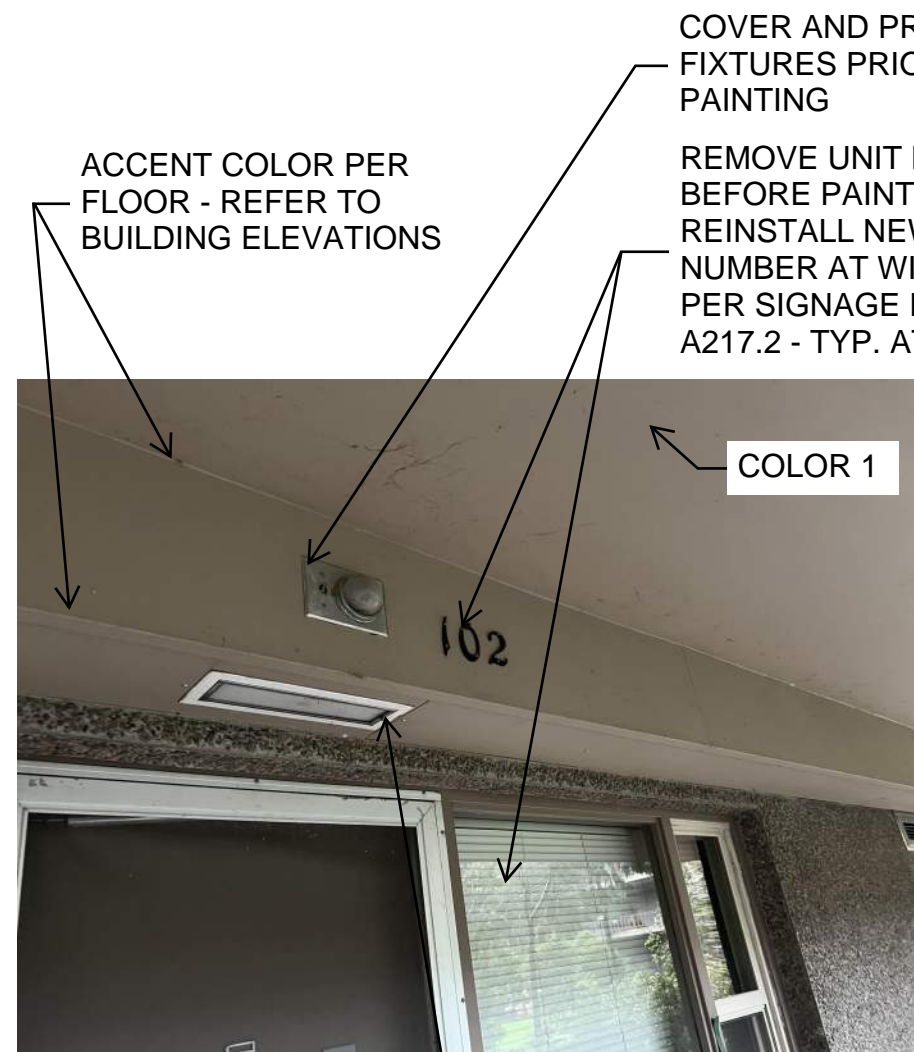 COVER AND PR
FIXTURES PRIO
PAINTING
ACCENT COLOR PER
FLOOR - REFER TO
BUILDING ELEVATIONS
REMOVE UNIT
BEFORE PAINT
REINSTALL NEW
NUMBER AT WI
PER SIGNAGE
A217.2 - TYP. AT
COLOR 1
102